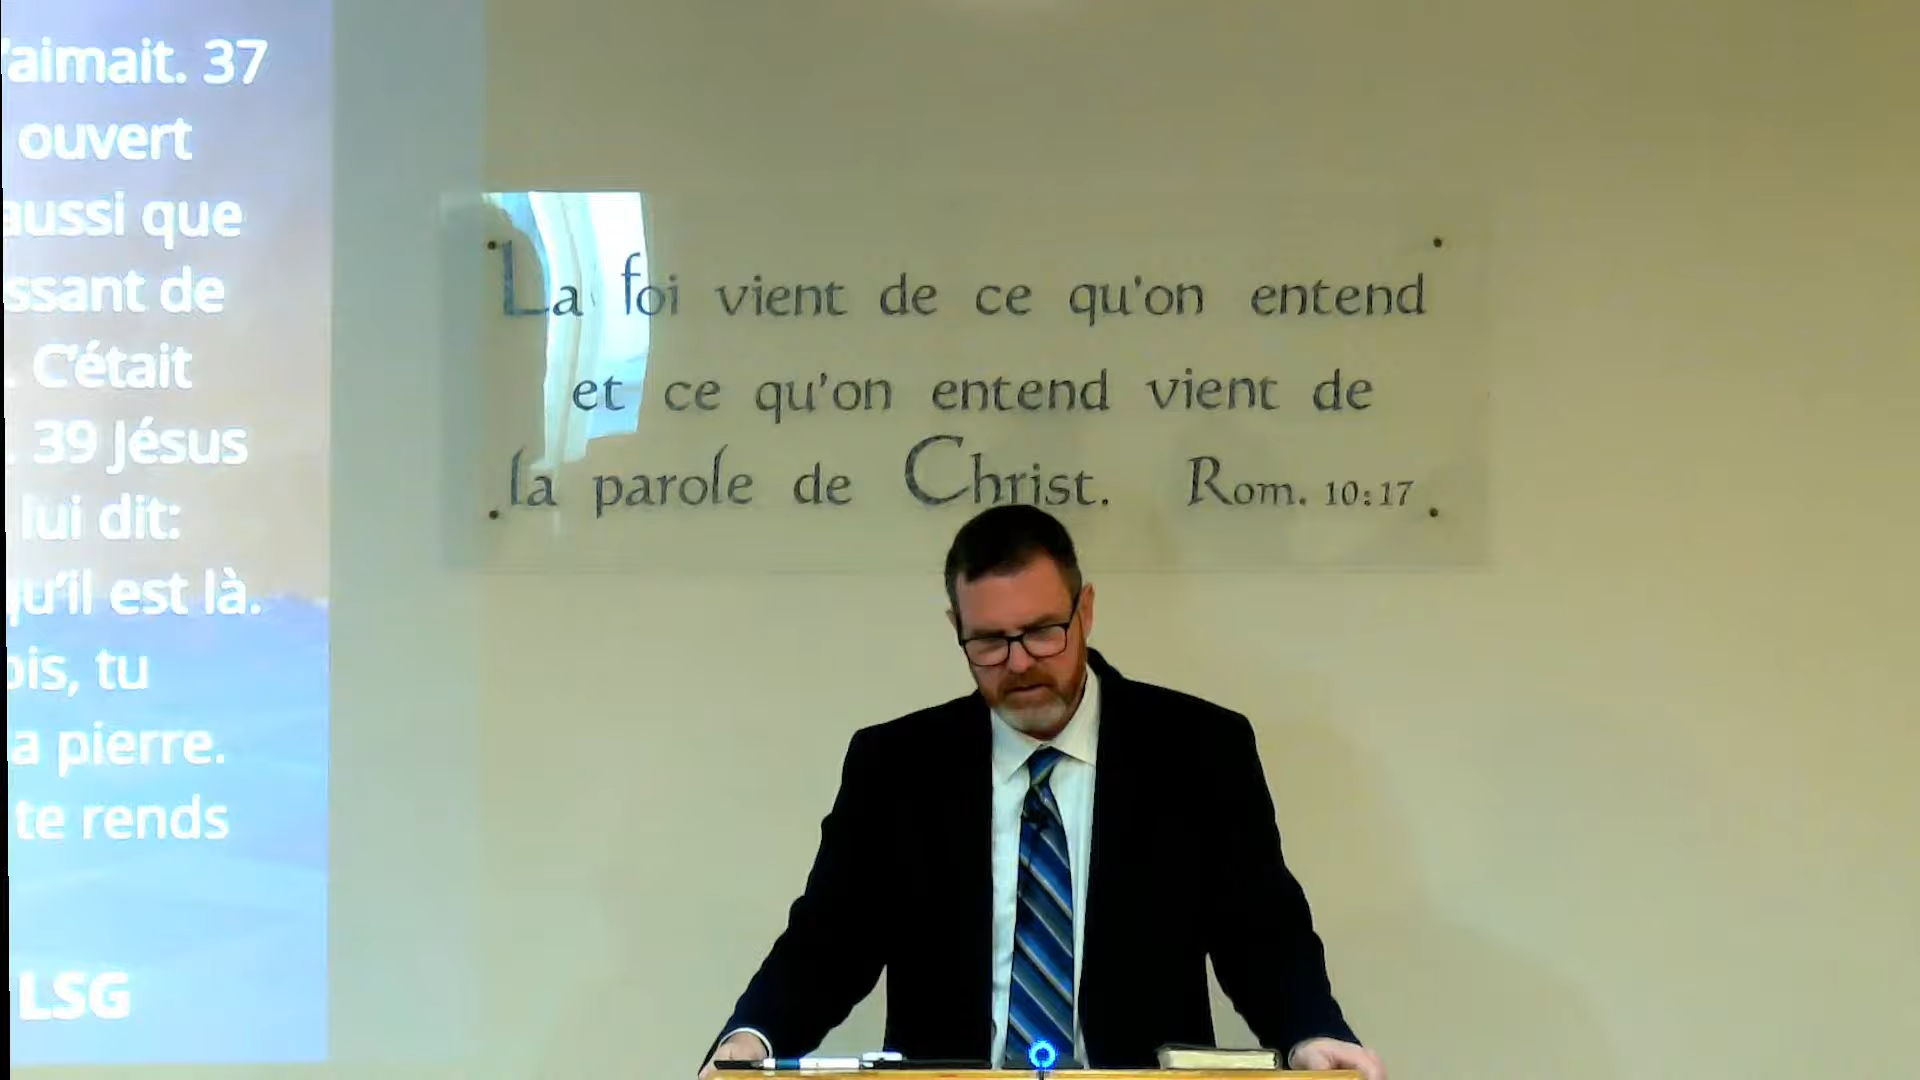 'aimait. 37
ouvert
aussi que
ssant de
. C'était
. 39 Jésus
lui dit:
qu'il est là.
ois, tu
a pierre.
te rends
LSG
La foi vient de ce qu'on entend
et ce qu'on entend vient de
la parole de Christ. Rom. 10:17